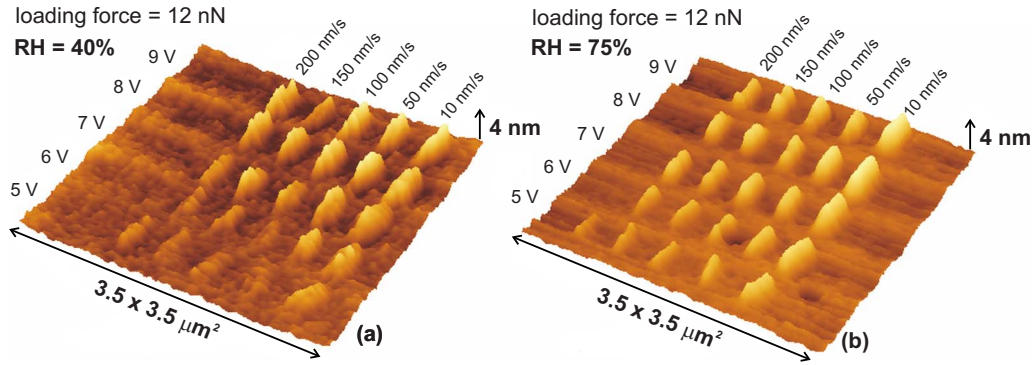 loading force = 12 nN
RH = 40%
9 V
8 V
7 V
6 V
5 V
200 nm/s
150 nm/s
100 nm/s
50 nm/s
10 nm/s
4 nm
3.5 x 3.5 μm²
(a)
loading force = 12 nN
RH = 75%
9 V
8 V
7 V
6 V
5 V
200 nm/s
150 nm/s
100 nm/s
50 nm/s
10 nm/s
4 nm
3.5 x 3.5 μm²
(b)